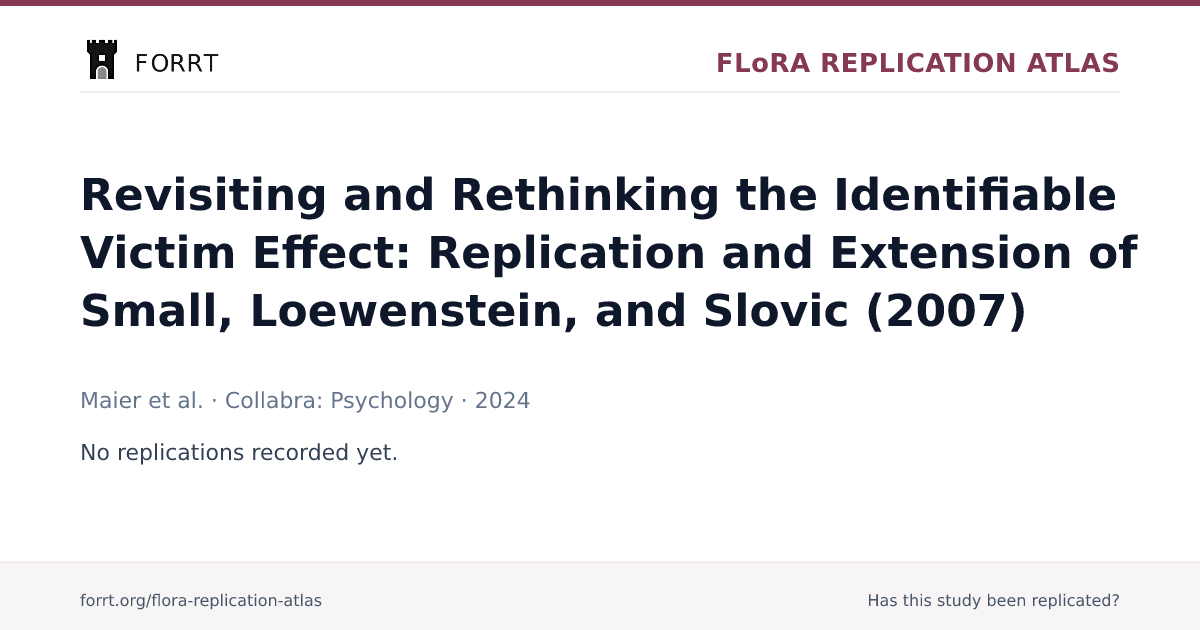 FORRT
FLoRA REPLICATION ATLAS
Revisiting and Rethinking the Identifiable
Victim Effect: Replication and Extension of
Small, Loewenstein, and Slovic (2007)
Maier et al. · Collabra: Psychology · 2024
No replications recorded yet.
forrt.org/flora-replication-atlas
Has this study been replicated?